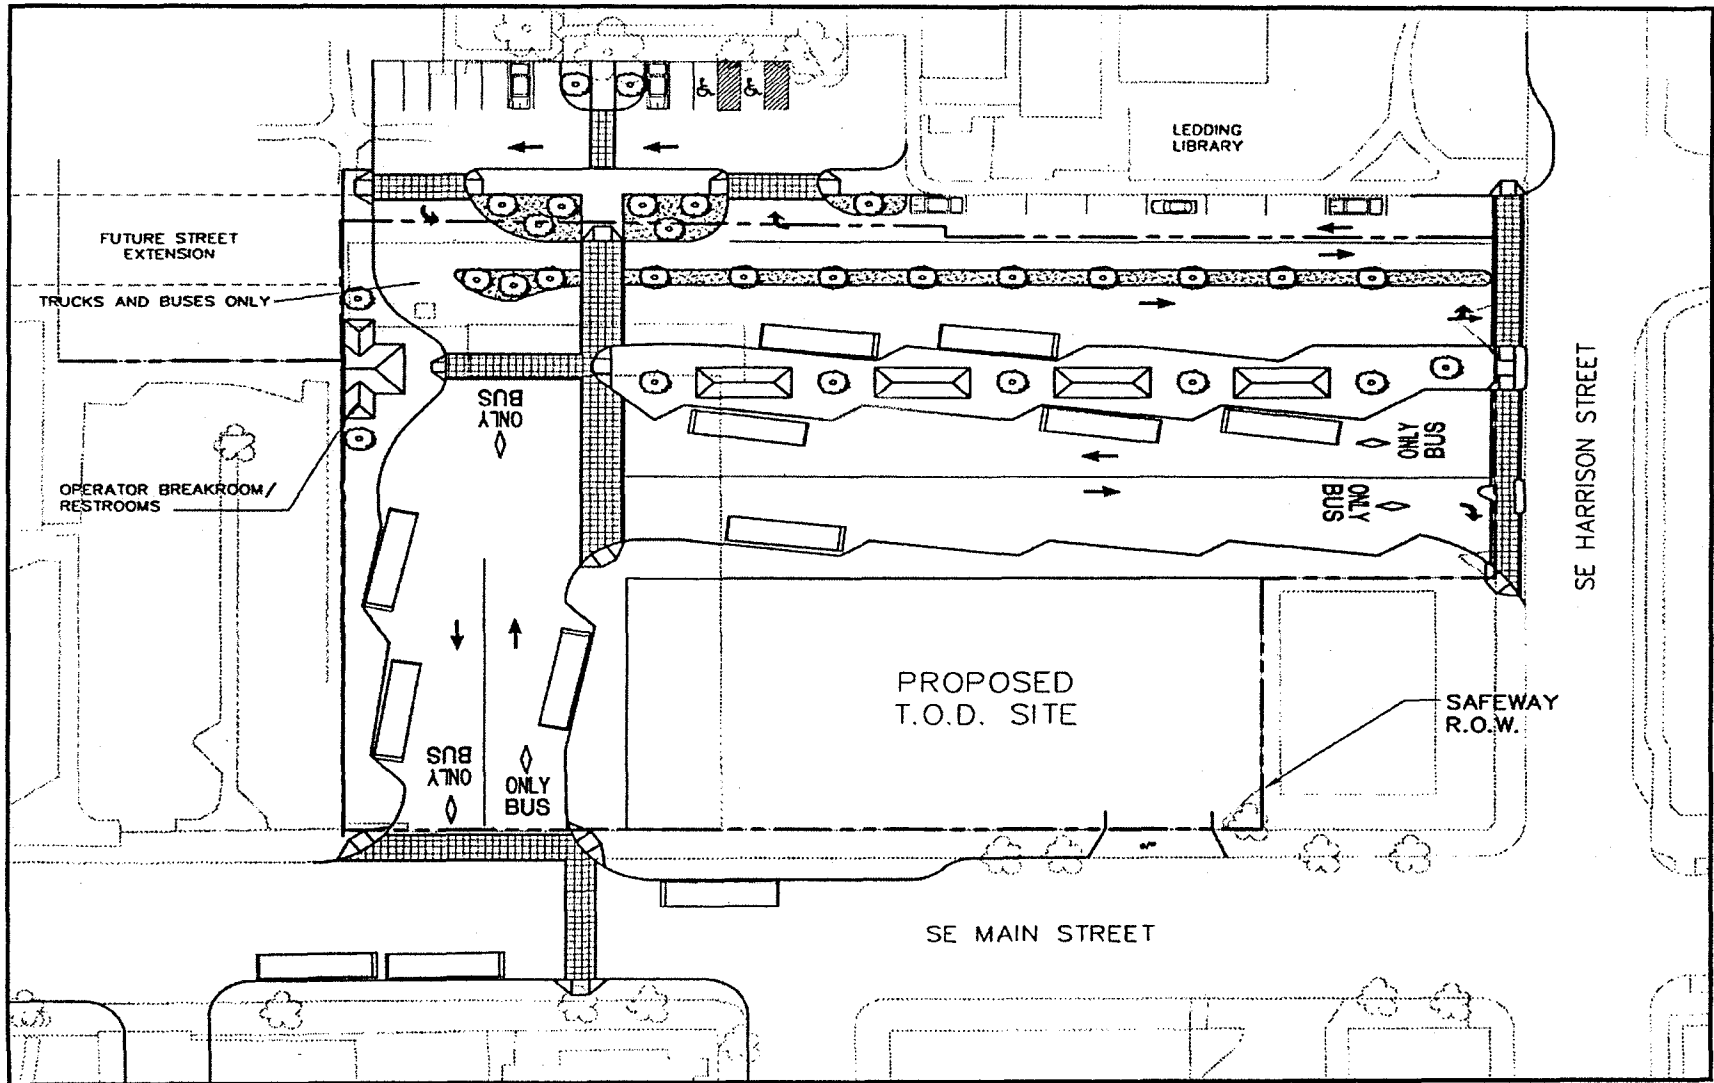 LEDDING
LIBRARY
FUTURE STREET
EXTENSION
TRUCKS AND BUSES ONLY
ONLY
BUS
ONLY
BUS
ONLY
BUS
OPERATOR BREAKROOM/
RESTROOMS
SE HARRISON STREET
PROPOSED
T.O.D. SITE
SAFEWAY
R.O.W.
ONLY
BUS
ONLY
BUS
SE MAIN STREET